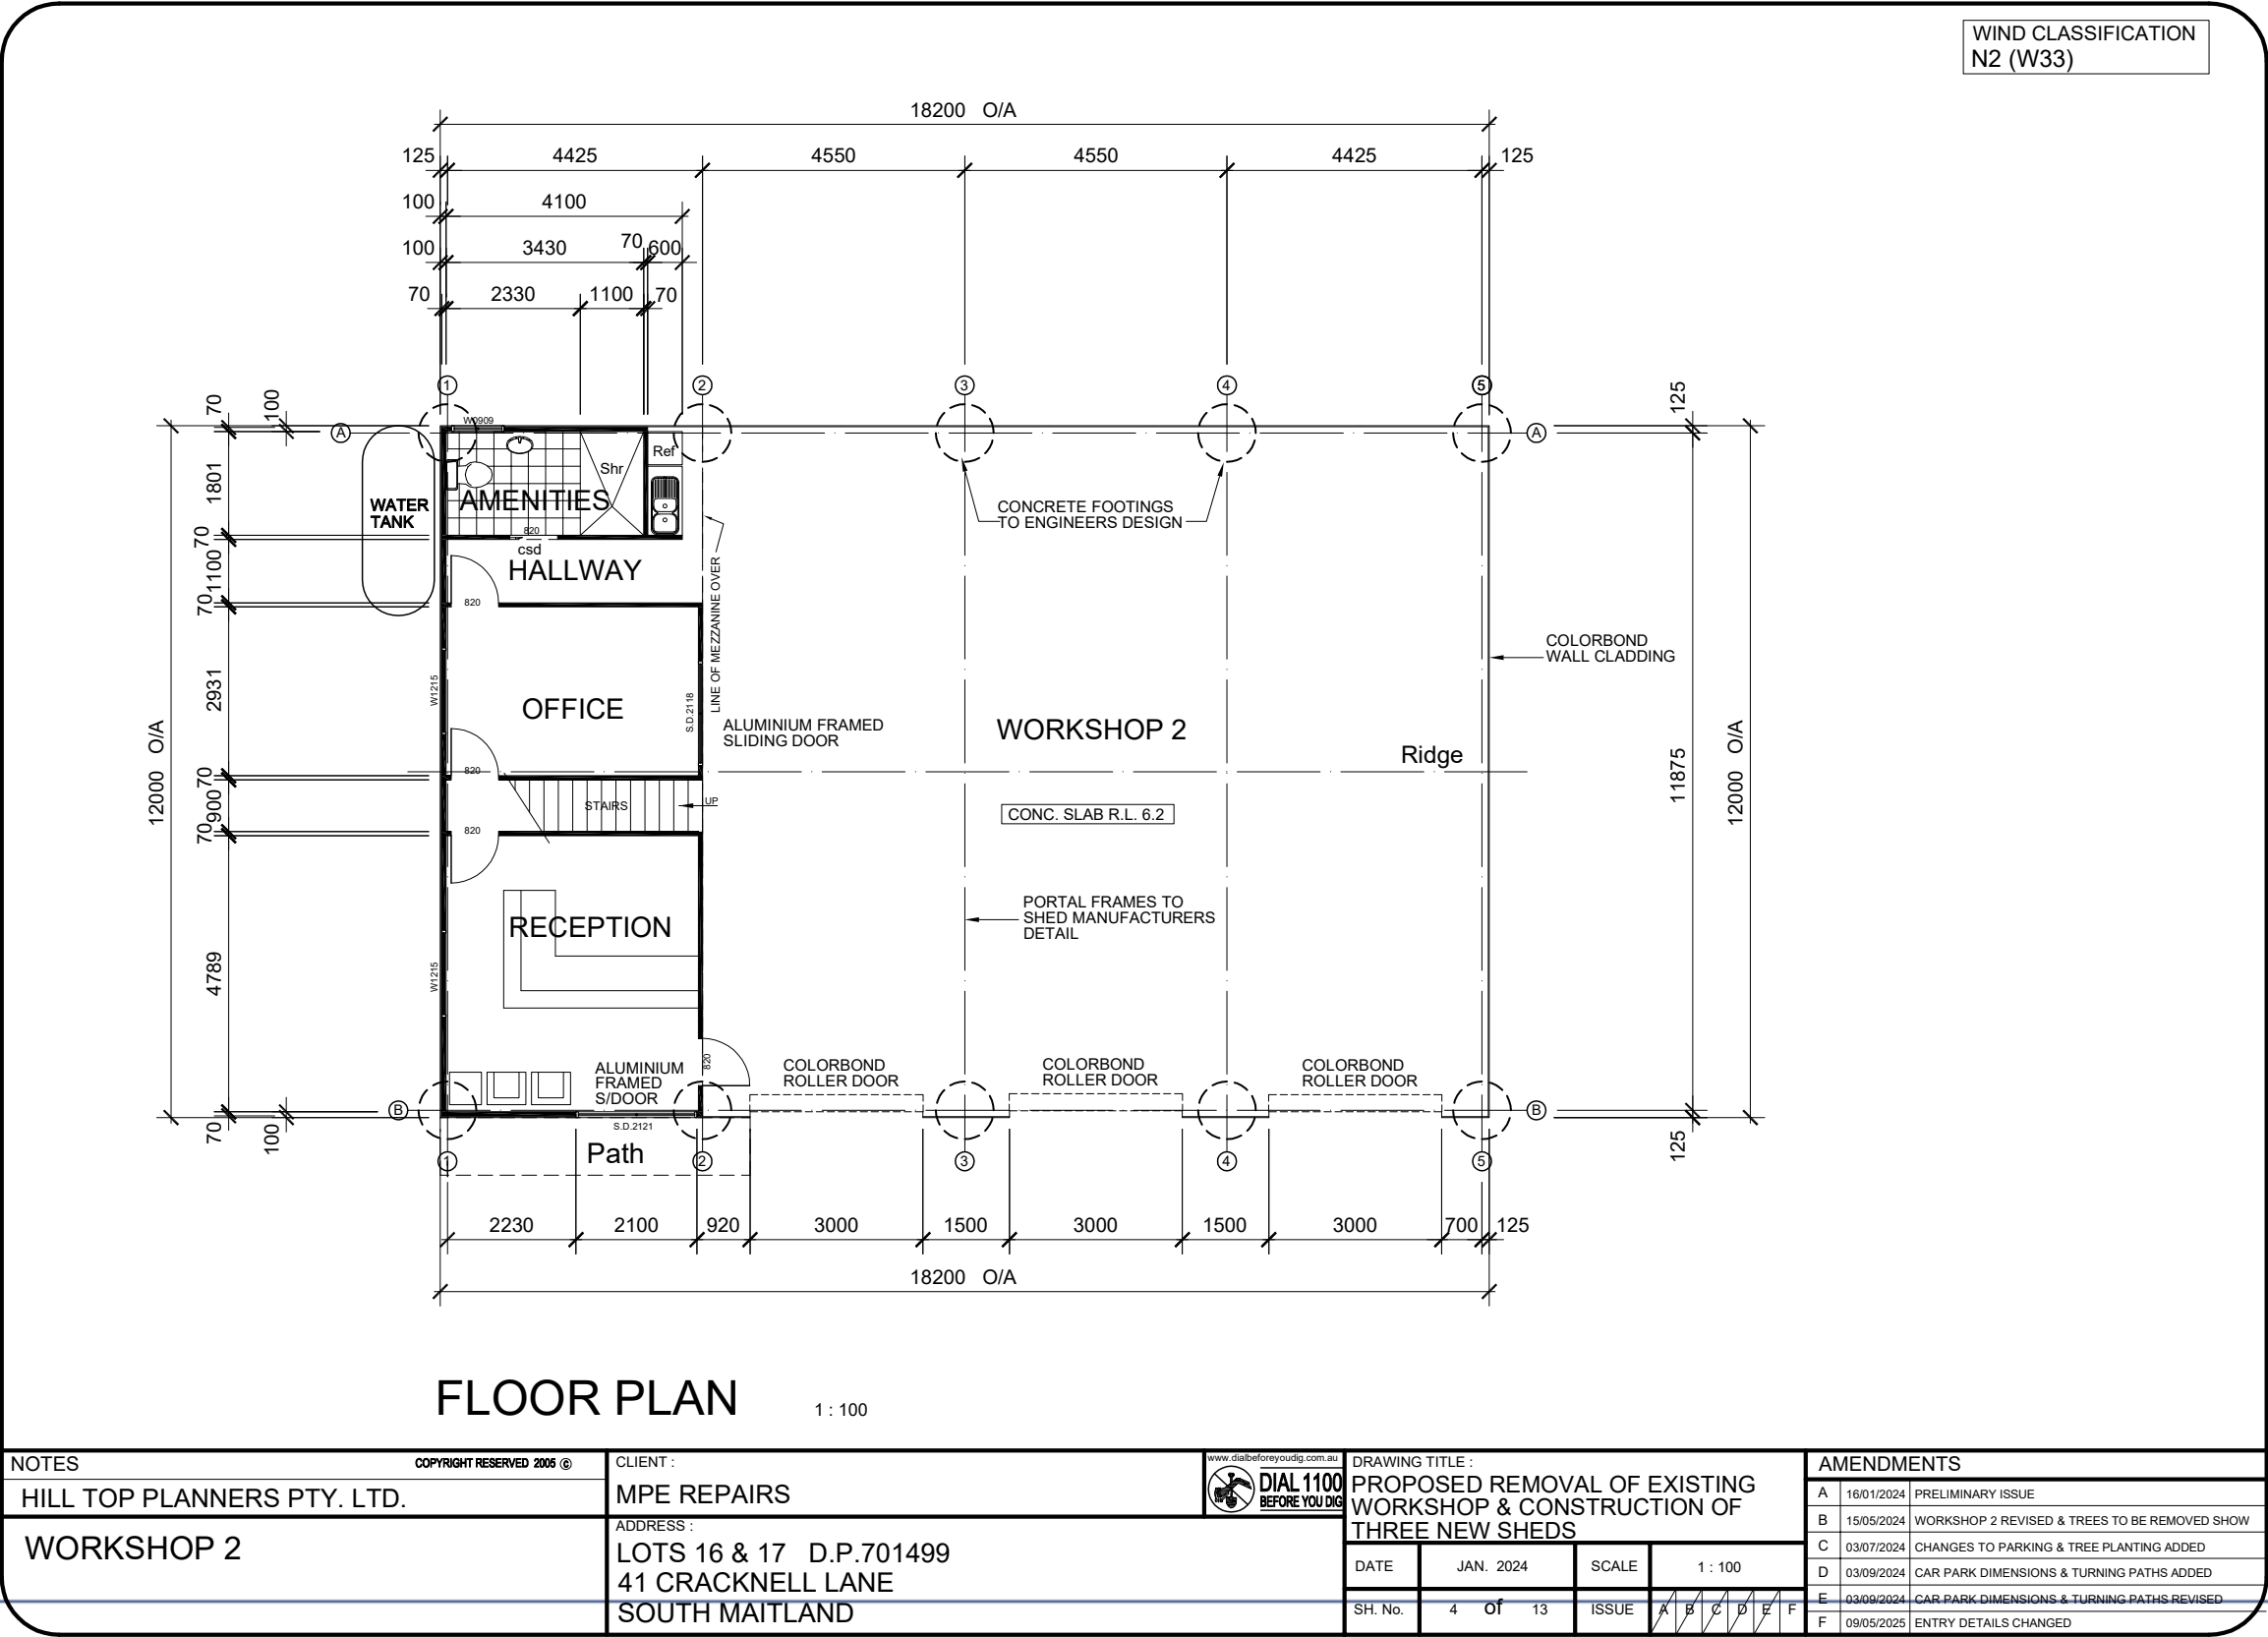 WIND CLASSIFICATION
N2 (W33)
18200 O/A
125 4425 4550 4550 4425 125
100 4100
100 3430 70 600
70 2330 1100 70
1 2 3 4 5
70 100
125
A
W0909
A
Ref
Shr
AMENITIES
WATER
TANK
1801
CONCRETE FOOTINGS
TO ENGINEERS DESIGN
820
csd
70
HALLWAY
1100
820
70
LINE OF MEZZANINE OVER
COLORBOND
WALL CLADDING
W1215
2931
OFFICE
S.D.2118
ALUMINIUM FRAMED
SLIDING DOOR
WORKSHOP 2
Ridge
12000 O/A
11875
12000 O/A
820
70
STAIRS
UP
900
CONC. SLAB R.L. 6.2
820
70
PORTAL FRAMES TO
SHED MANUFACTURERS
DETAIL
RECEPTION
W1215
4789
820
ALUMINIUM
FRAMED
S/DOOR
COLORBOND
ROLLER DOOR
COLORBOND
ROLLER DOOR
COLORBOND
ROLLER DOOR
B
B
S.D.2121
70 100
125
Path
1 2 3 4 5
2230 2100 920 3000 1500 3000 1500 3000 700 125
18200 O/A
FLOOR PLAN 1 : 100
NOTES COPYRIGHT RESERVED 2005 ©
HILL TOP PLANNERS PTY. LTD.
WORKSHOP 2
CLIENT :
MPE REPAIRS
www.dialbeforeyoudig.com.au
DIAL 1100
BEFORE YOU DIG
ADDRESS :
LOTS 16 & 17 D.P.701499
41 CRACKNELL LANE
SOUTH MAITLAND
DRAWING TITLE :
PROPOSED REMOVAL OF EXISTING
WORKSHOP & CONSTRUCTION OF
THREE NEW SHEDS
DATE JAN. 2024 SCALE 1 : 100
SH. No. 4 Of 13 ISSUE A B C D E F
AMENDMENTS
A 16/01/2024 PRELIMINARY ISSUE
B 15/05/2024 WORKSHOP 2 REVISED & TREES TO BE REMOVED SHOW
C 03/07/2024 CHANGES TO PARKING & TREE PLANTING ADDED
D 03/09/2024 CAR PARK DIMENSIONS & TURNING PATHS ADDED
E 03/09/2024 CAR PARK DIMENSIONS & TURNING PATHS REVISED
F 09/05/2025 ENTRY DETAILS CHANGED